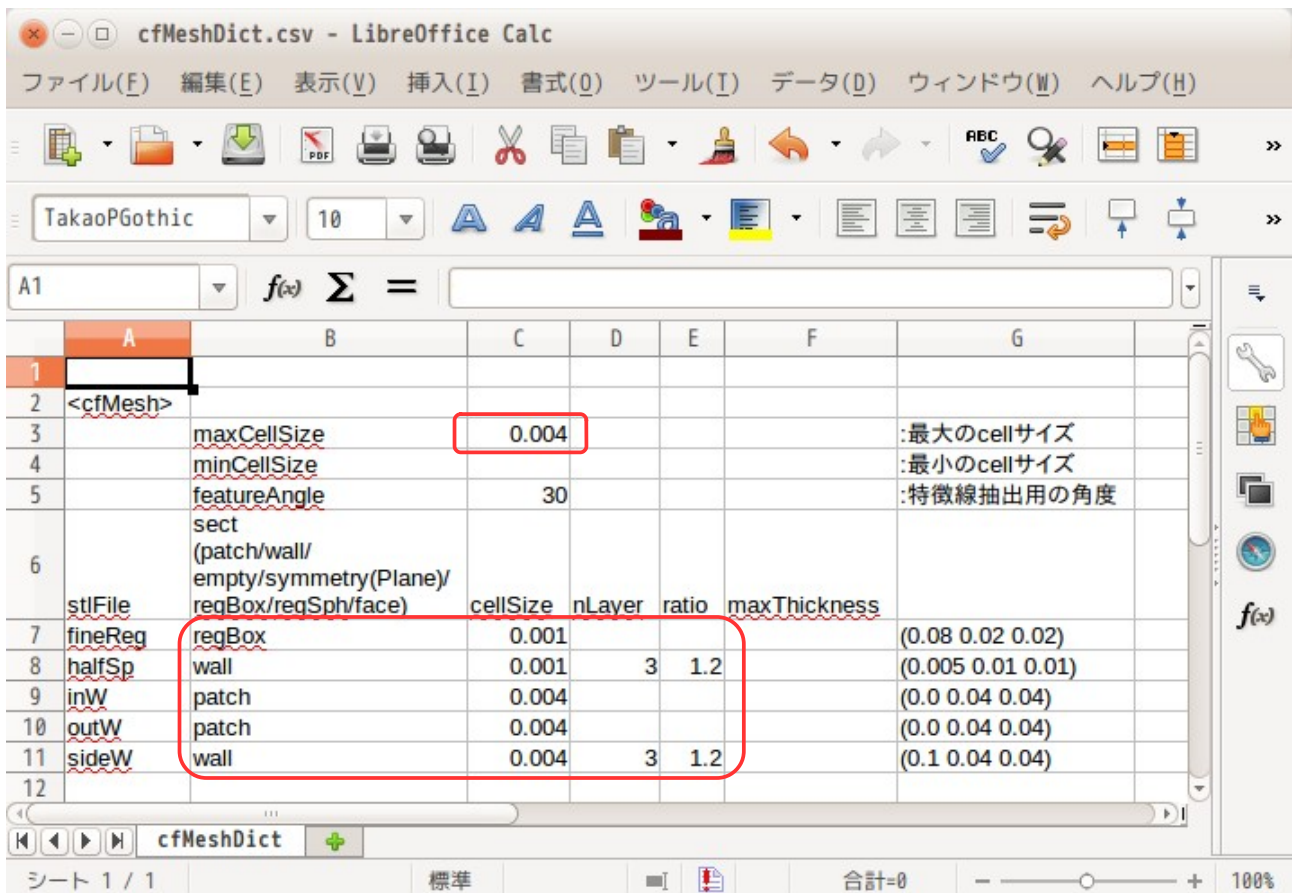 cfMeshDict.csv - LibreOffice Calc
ファイル(F) 編集(E) 表示(V) 挿入(I) 書式(O) ツール(T) データ(D) ウィンドウ(W) ヘルプ(H)
PDF ABC »
TakaoPGothic 10 a »
A1 f(x) Σ =
A B C D E F G
1
2 <cfMesh>
3 maxCellSize 0.004 :最大のcellサイズ
4 minCellSize :最小のcellサイズ
5 featureAngle 30 :特徴線抽出用の角度
sect
(patch/wall/
6 empty/symmetry(Plane)/
stlFile regBox/regSph/face) cellSize nLayer ratio maxThickness
7 fineReg regBox 0.001 (0.08 0.02 0.02)
8 halfSp wall 0.001 3 1.2 (0.005 0.01 0.01)
9 inW patch 0.004 (0.0 0.04 0.04)
10 outW patch 0.004 (0.0 0.04 0.04)
11 sideW wall 0.004 3 1.2 (0.1 0.04 0.04)
12
f(x)
cfMeshDict
シート 1 / 1 標準 合計=0 100%